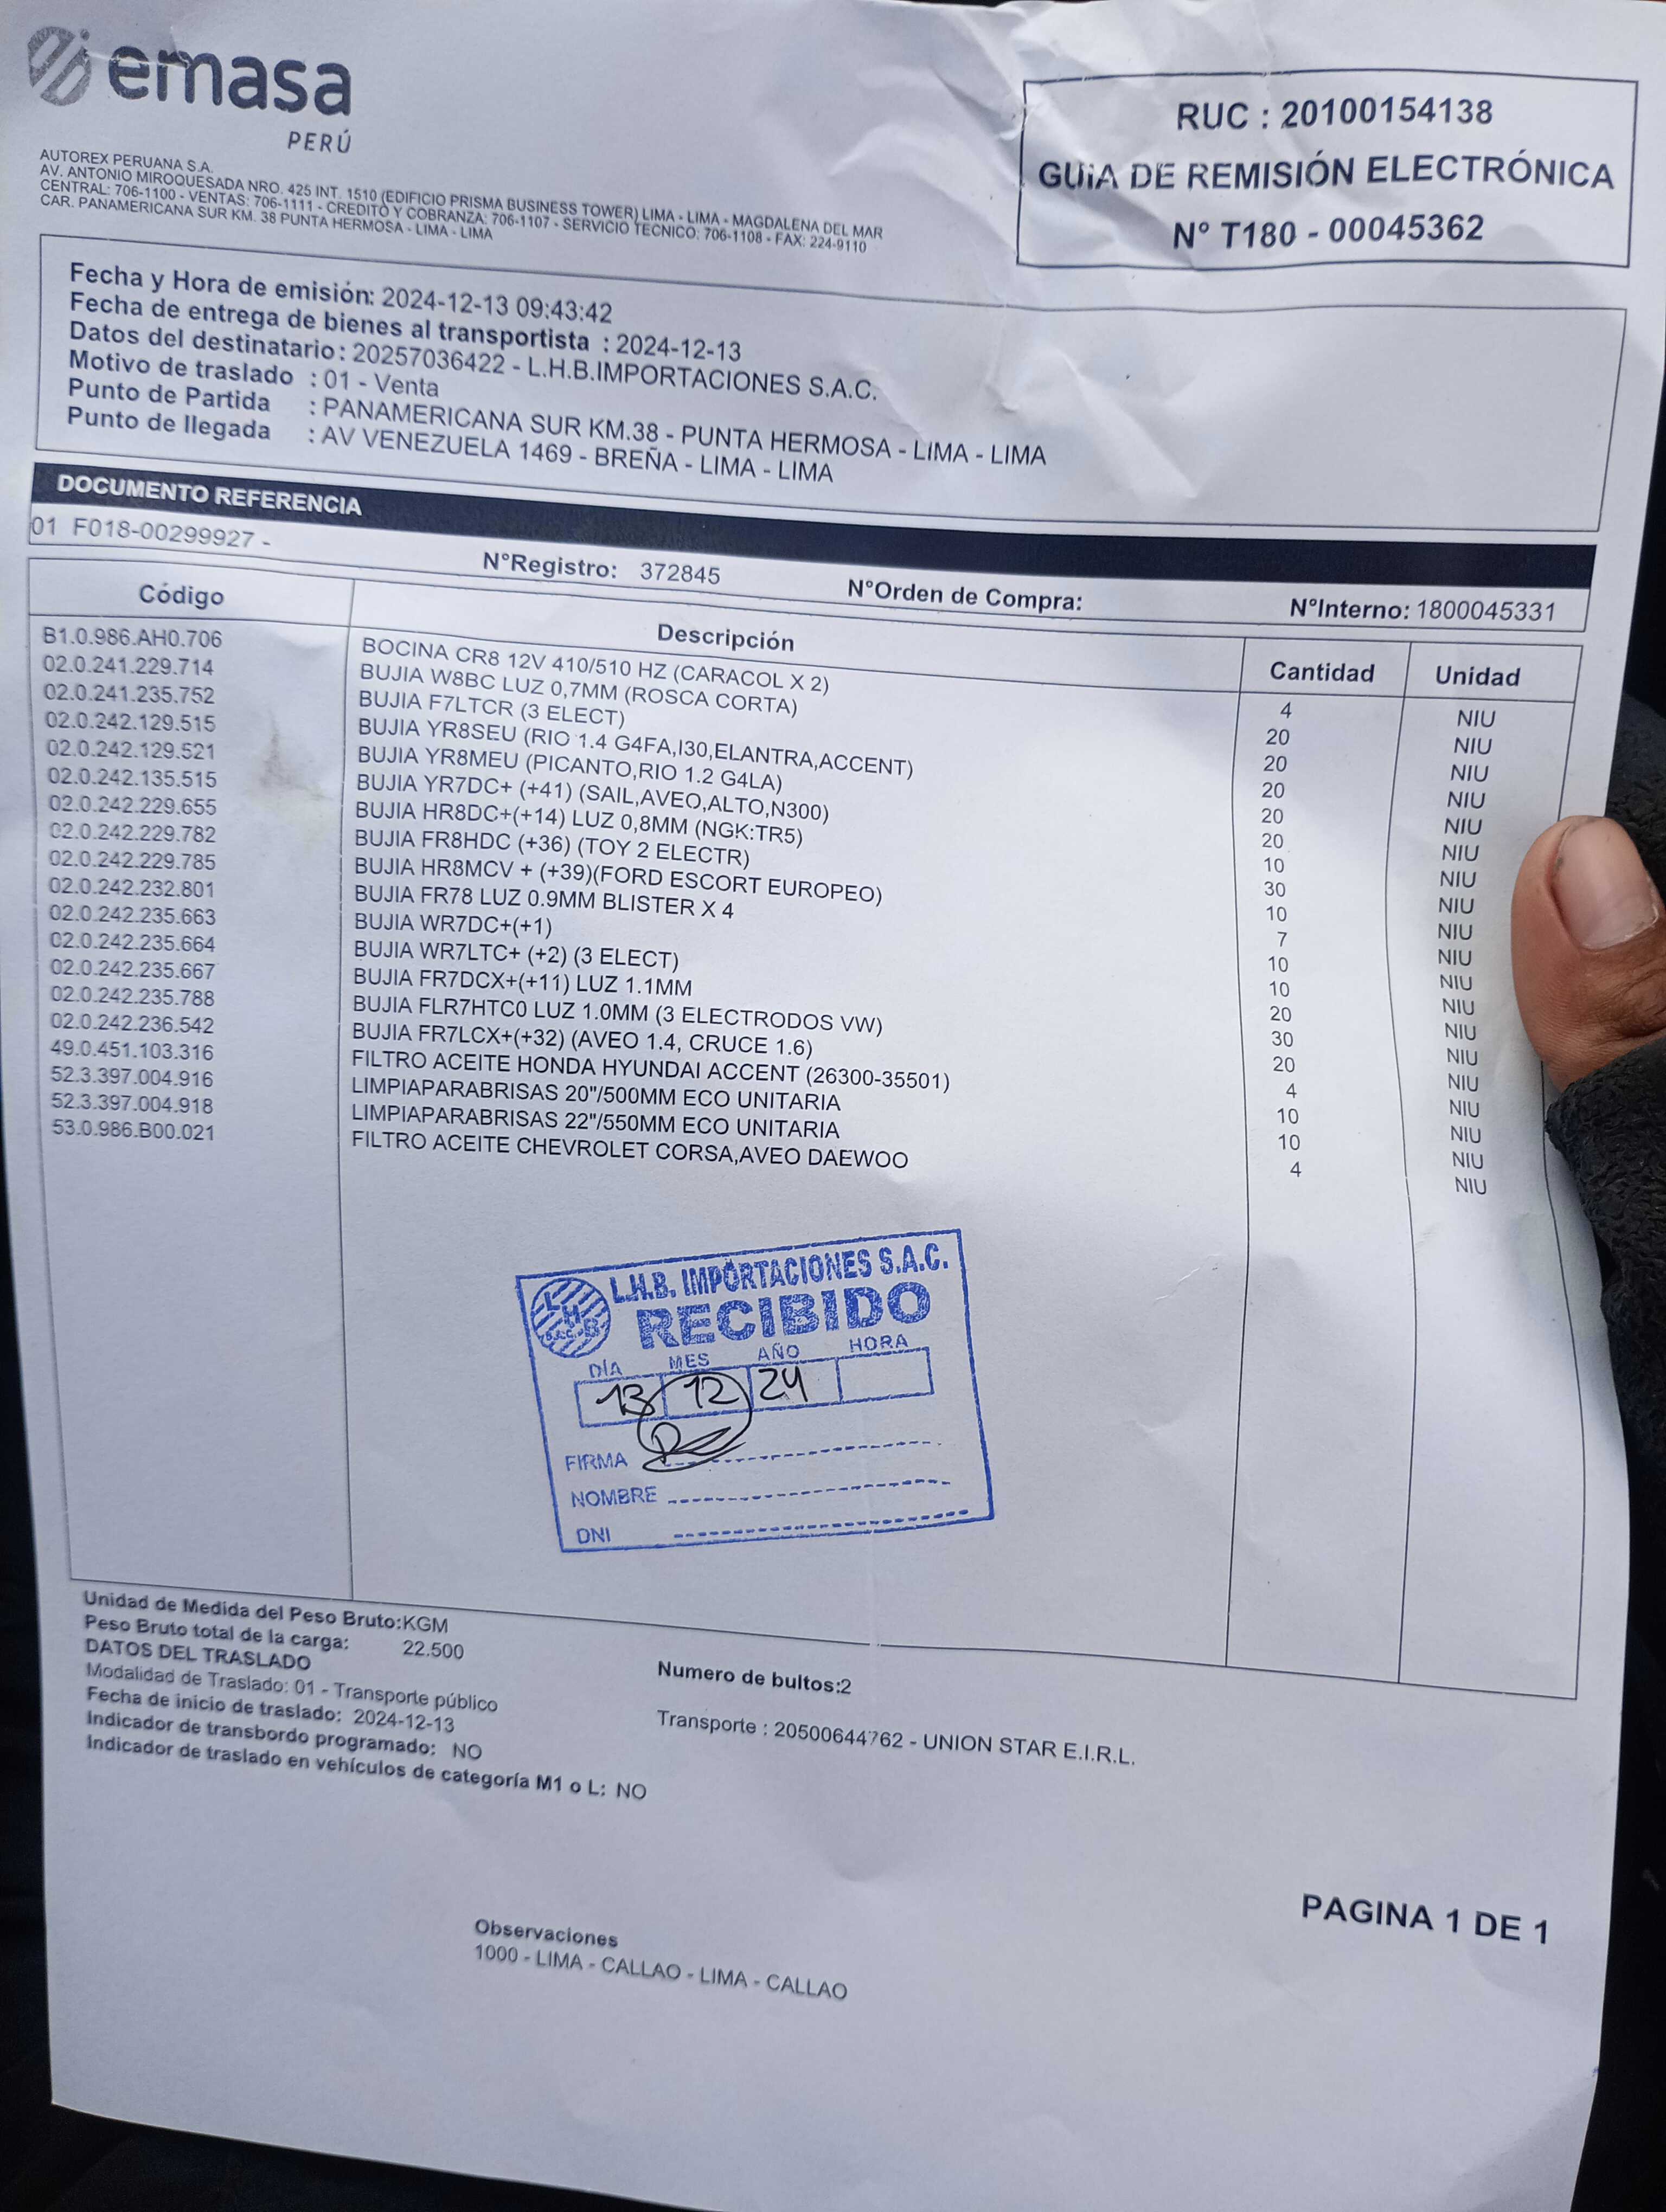 emasa
PERÚ
RUC : 20100154138
GUIA DE REMISIÓN ELECTRÓNICA
N° T180 - 00045362
AUTOREX PERUANA S.A.
AV. ANTONIO MIROQUESADA NRO. 425 INT. 1510 (EDIFICIO PRISMA BUSINESS TOWER) LIMA - LIMA - MAGDALENA DEL MAR
CENTRAL: 706-1100 - VENTAS: 706-1111 - CREDITO Y COBRANZA: 706-1107 - SERVICIO TECNICO: 706-1108 - FAX: 224-9110
CAR. PANAMERICANA SUR KM. 38 PUNTA HERMOSA - LIMA - LIMA
Fecha y Hora de emisión: 2024-12-13 09:43:42
Fecha de entrega de bienes al transportista : 2024-12-13
Datos del destinatario : 20257036422 - L.H.B.IMPORTACIONES S.A.C.
Motivo de traslado : 01 - Venta
Punto de Partida : PANAMERICANA SUR KM.38 - PUNTA HERMOSA - LIMA - LIMA
Punto de llegada : AV VENEZUELA 1469 - BREÑA - LIMA - LIMA
DOCUMENTO REFERENCIA
01 F018-00299927 -
N°Registro: 372845 N°Orden de Compra: N°Interno: 1800045331
Código Descripción Cantidad Unidad
B1.0.986.AH0.706 BOCINA CR8 12V 410/510 HZ (CARACOL X 2) 4 NIU
02.0.241.229.714 BUJIA W8BC LUZ 0,7MM (ROSCA CORTA) 20 NIU
02.0.241.235.752 BUJIA F7LTCR (3 ELECT) 20 NIU
02.0.242.129.515 BUJIA YR8SEU (RIO 1.4 G4FA,I30,ELANTRA,ACCENT) 20 NIU
02.0.242.129.521 BUJIA YR8MEU (PICANTO,RIO 1.2 G4LA) 20 NIU
02.0.242.135.515 BUJIA YR7DC+ (+41) (SAIL,AVEO,ALTO,N300) 20 NIU
02.0.242.229.655 BUJIA HR8DC+(+14) LUZ 0,8MM (NGK:TR5) 10 NIU
02.0.242.229.782 BUJIA FR8HDC (+36) (TOY 2 ELECTR) 30 NIU
02.0.242.229.785 BUJIA HR8MCV + (+39)(FORD ESCORT EUROPEO) 10 NIU
02.0.242.232.801 BUJIA FR78 LUZ 0.9MM BLISTER X 4 7 NIU
02.0.242.235.663 BUJIA WR7DC+(+1) 10 NIU
02.0.242.235.664 BUJIA WR7LTC+ (+2) (3 ELECT) 10 NIU
02.0.242.235.667 BUJIA FR7DCX+(+11) LUZ 1.1MM 20 NIU
02.0.242.235.788 BUJIA FLR7HTC0 LUZ 1.0MM (3 ELECTRODOS VW) 30 NIU
02.0.242.236.542 BUJIA FR7LCX+(+32) (AVEO 1.4, CRUCE 1.6) 20 NIU
49.0.451.103.316 FILTRO ACEITE HONDA HYUNDAI ACCENT (26300-35501) 4 NIU
52.3.397.004.916 LIMPIAPARABRISAS 20"/500MM ECO UNITARIA 10 NIU
52.3.397.004.918 LIMPIAPARABRISAS 22"/550MM ECO UNITARIA 10 NIU
53.0.986.B00.021 FILTRO ACEITE CHEVROLET CORSA,AVEO DAEWOO 4 NIU
L.H.B. IMPORTACIONES S.A.C.
LHB
S.A.C.
RECIBIDO
DÍA MES AÑO HORA
13 12 24
FIRMA
NOMBRE
DNI
Unidad de Medida del Peso Bruto:KGM
Peso Bruto total de la carga: 22.500
Numero de bultos:2
DATOS DEL TRASLADO
Modalidad de Traslado: 01 - Transporte público
Transporte : 20500644762 - UNION STAR E.I.R.L.
Fecha de inicio de traslado: 2024-12-13
Indicador de transbordo programado: NO
Indicador de traslado en vehículos de categoría M1 o L: NO
PAGINA 1 DE 1
Observaciones
1000 - LIMA - CALLAO - LIMA - CALLAO